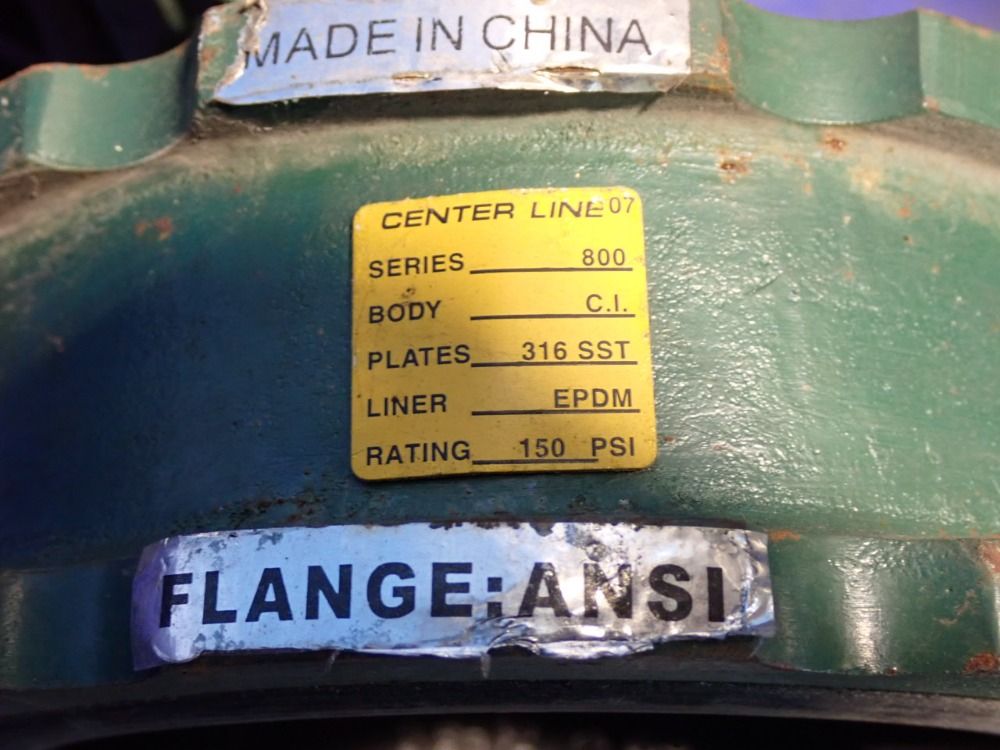 MADE IN CHINA
CENTER LINE 07
SERIES 800
BODY C.I.
PLATES 316 SST
LINER EPDM
RATING 150 PSI
FLANGE:ANSI